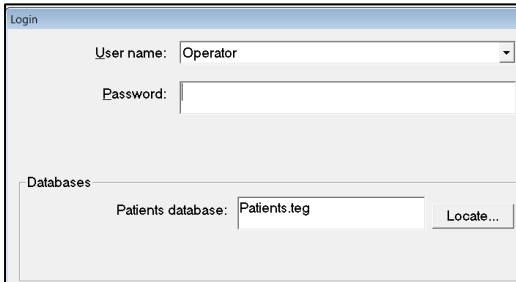 Login
User name: Operator
Password:
Databases
Patients database: Patients.teg Locate...